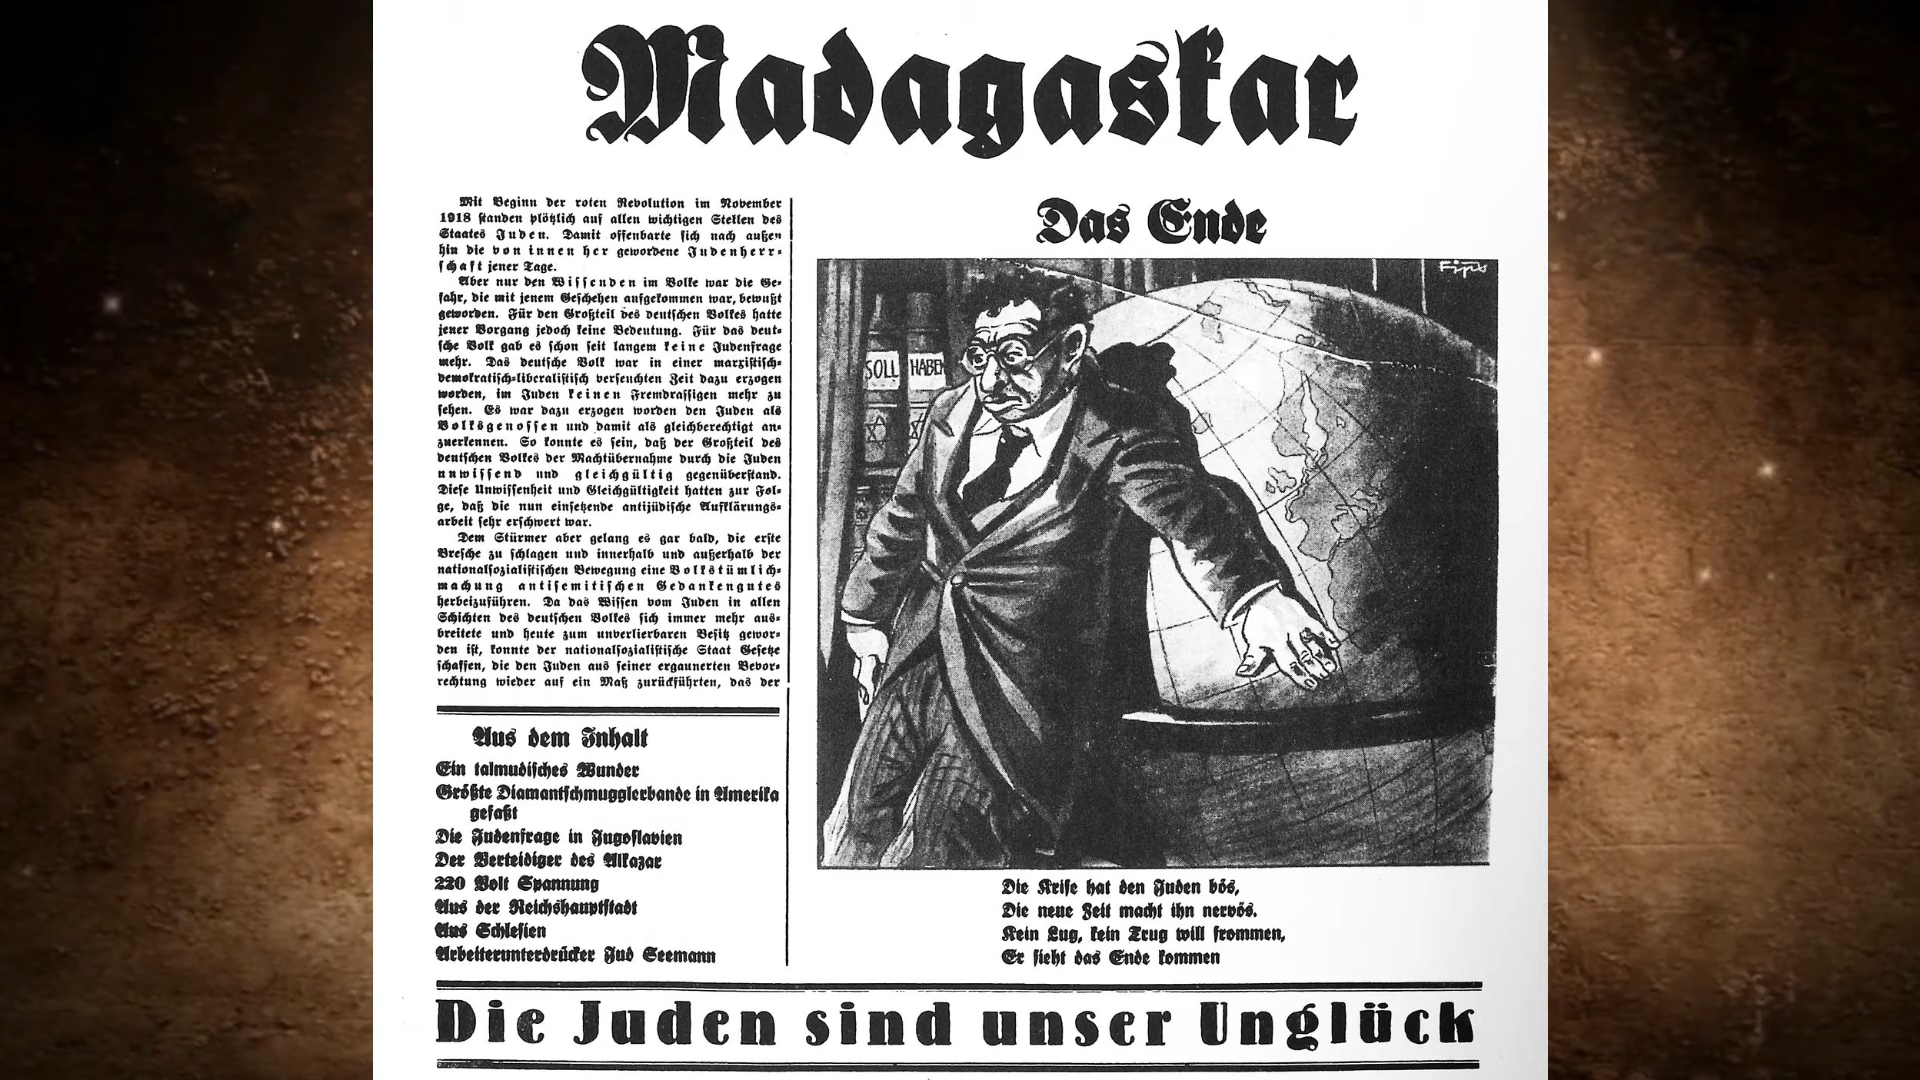 Madagaskar
Mit Beginn der roten Revolution im November
1918 standen plötzlich auf allen wichtigen Stellen des
Staates Juden. Damit offenbarte sich nach außen
hin die von innen her gewordene Judenherr-
schaft jener Tage.
Aber nur den Wissenden im Volke war die Ge-
fahr, die mit jenem Geschehen aufgekommen war, bewußt
geworden. Für den Großteil des deutschen Volkes hatte
jener Vorgang jedoch keine Bedeutung. Für das deut-
sche Volk gab es schon seit langem keine Judenfrage
mehr. Das deutsche Volk war in einer marxistisch-
demokratisch-liberalistisch verseuchten Zeit dazu erzogen
worden, im Juden keinen Fremdrassigen mehr zu
sehen. Es war dazu erzogen worden den Juden als
Volksgenossen und damit als gleichberechtigt an-
zuerkennen. So konnte es sein, daß der Großteil des
deutschen Volkes der Machtübernahme durch die Juden
unwissend und gleichgültig gegenüberstand.
Diese Unwissenheit und Gleichgültigkeit hatten zur Fol-
ge, daß die nun einsetzende antijüdische Aufklärungs-
arbeit sehr erschwert war.
Dem Stürmer aber gelang es gar bald, die erste
Bresche zu schlagen und innerhalb und außerhalb der
nationalsozialistischen Bewegung eine Volkstümlich-
machung antisemitischen Gedankengutes
herbeizuführen. Da das Wissen vom Juden in allen
Schichten des deutschen Volkes sich immer mehr aus-
breitete und heute zum unverlierbaren Besitz gewor-
den ist, konnte der nationalsozialistische Staat Gesetze
schaffen, die den Juden aus seiner ergaunerten Bevor-
rechtung wieder auf ein Maß zurückführten, das der
Aus dem Inhalt
Ein talmudisches Wunder
Größte Diamantschmugglerbande in Amerika
gefaßt
Die Judenfrage in Jugoslavien
Der Verteidiger des Alkazar
220 Volt Spannung
Aus der Reichshauptstadt
Aus Schlesien
Arbeiterunterdrücker Jud Seemann
Das Ende
Fips
SOLL HABEN
Die Krise hat den Juden bös,
Die neue Zeit macht ihn nervös.
Kein Lug, kein Trug will frommen,
Er sieht das Ende kommen
Die Juden sind unser Unglück